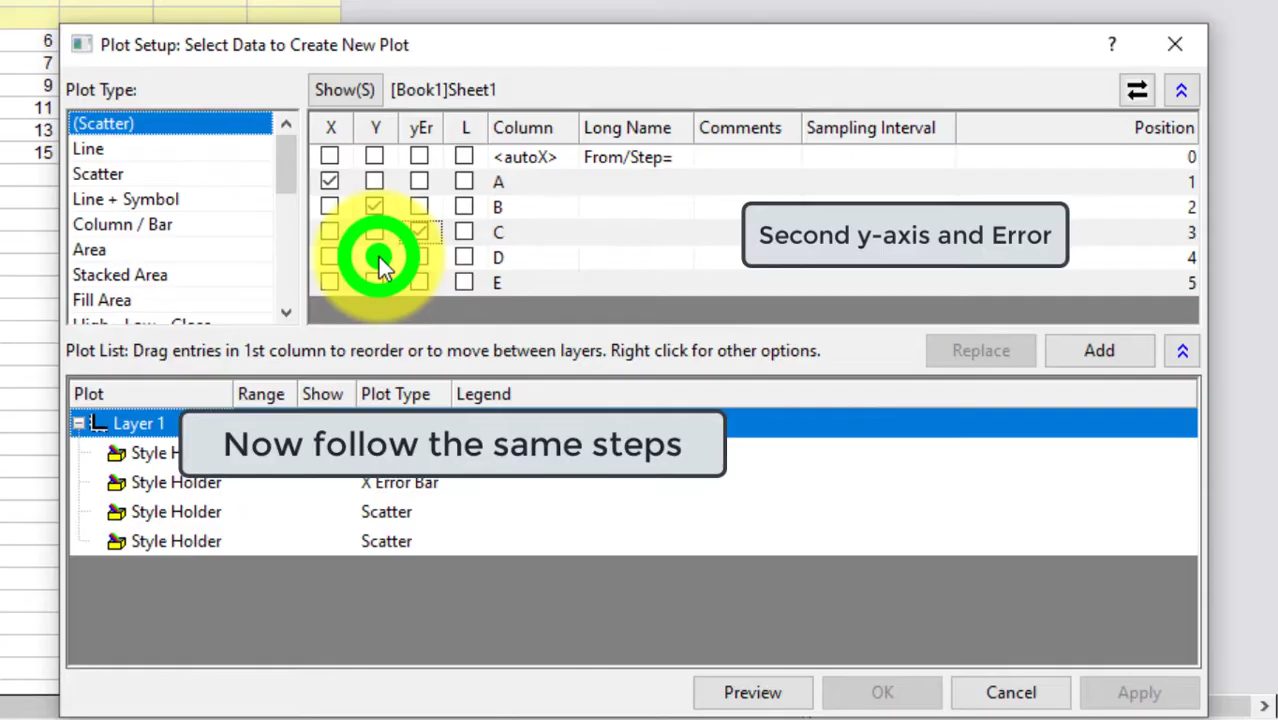 6
7
9
11
13
15
Plot Setup: Select Data to Create New Plot
?
Plot Type:
Show(S) [Book1]Sheet1
(Scatter)
Line
Scatter
Line + Symbol
Column / Bar
Area
Stacked Area
Fill Area
X Y yEr L Column Long Name Comments Sampling Interval Position
<autoX> From/Step= 0
A 1
B 2
C 3
D 4
E 5
Second y-axis and Error
Plot List: Drag entries in 1st column to reorder or to move between layers. Right click for other options.
Replace Add
Plot Range Show Plot Type Legend
Layer 1
Now follow the same steps
Style H
Style Holder X Error Bar
Style Holder Scatter
Style Holder Scatter
Preview OK Cancel Apply